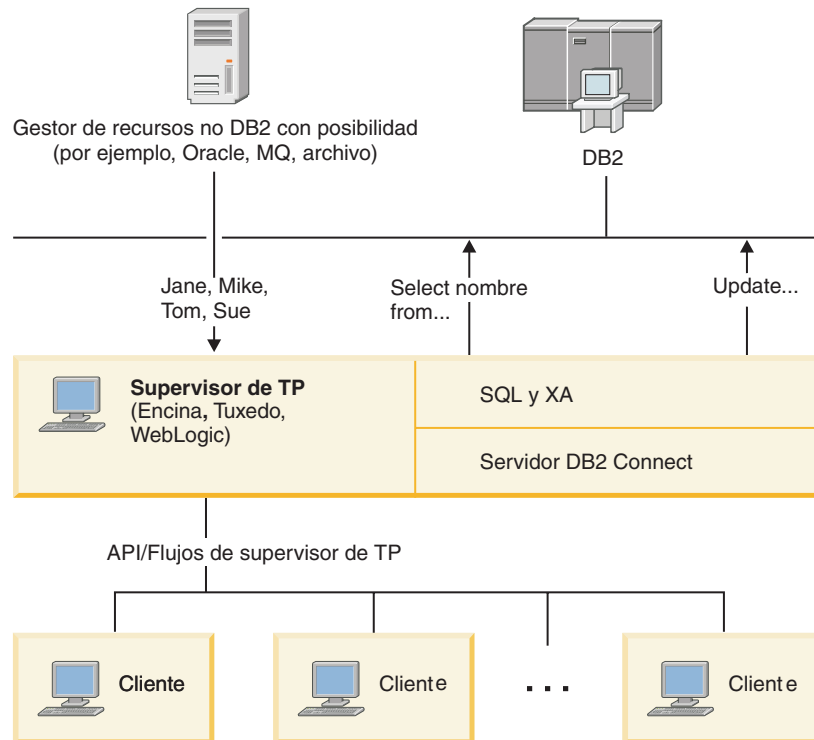 Gestor de recursos no DB2 con posibilidad
(por ejemplo, Oracle, MQ, archivo)
DB2
Jane, Mike,
Tom, Sue
Select nombre
from...
Update...
Supervisor de TP
(Encina, Tuxedo,
WebLogic)
SQL y XA
Servidor DB2 Connect
API/Flujos de supervisor de TP
Cliente
Cliente
. . .
Cliente